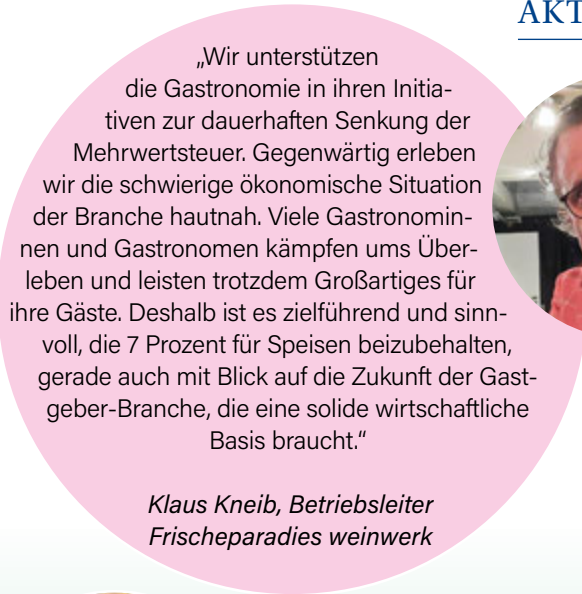 AKT
„Wir unterstützen
die Gastronomie in ihren Initia-
tiven zur dauerhaften Senkung der
Mehrwertsteuer. Gegenwärtig erleben
wir die schwierige ökonomische Situation
der Branche hautnah. Viele Gastronomin-
nen und Gastronomen kämpfen ums Über-
leben und leisten trotzdem Großartiges für
ihre Gäste. Deshalb ist es zielführend und sinn-
voll, die 7 Prozent für Speisen beizubehalten,
gerade auch mit Blick auf die Zukunft der Gast-
geber-Branche, die eine solide wirtschaftliche
Basis braucht.“
Klaus Kneib, Betriebsleiter
Frischeparadies weinwerk